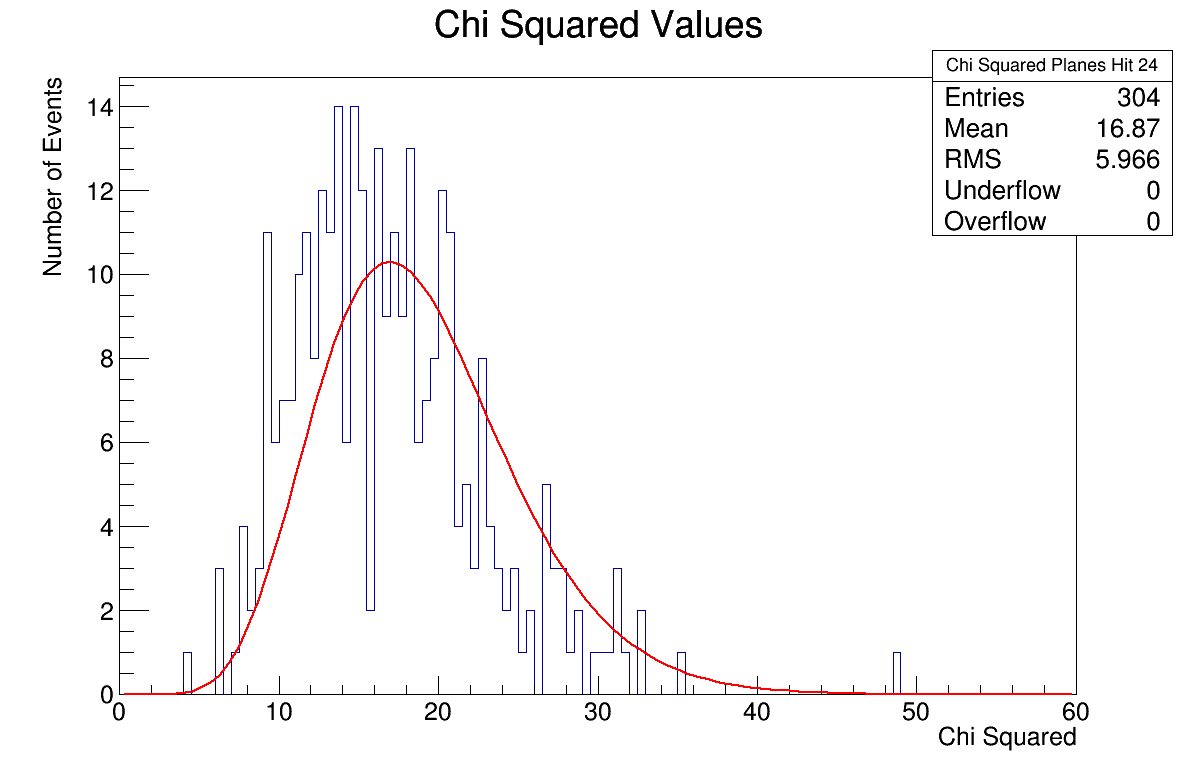 Chi Squared Values
Chi Squared Planes Hit 24
Entries 304
Mean 16.87
RMS 5.966
Underflow 0
Overflow 0
Number of Events
14
12
10
8
6
4
2
0
0 10 20 30 40 50 60
Chi Squared